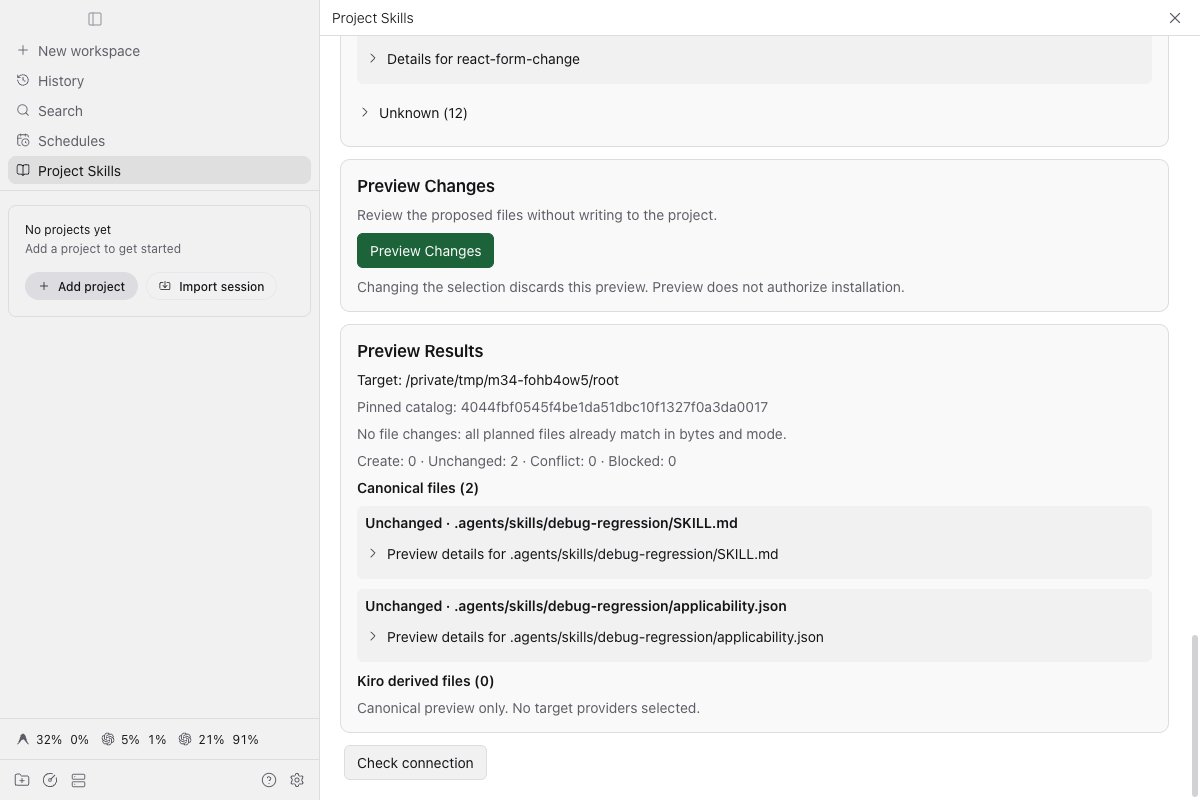 New workspace
History
Search
Schedules
Project Skills
No projects yet
Add a project to get started
Add project
Import session
32% 0% 5% 1% 21% 91%
Project Skills
Details for react-form-change
Unknown (12)
Preview Changes
Review the proposed files without writing to the project.
Preview Changes
Changing the selection discards this preview. Preview does not authorize installation.
Preview Results
Target: /private/tmp/m34-fohb4ow5/root
Pinned catalog: 4044fbf0545f4be1da51dbc10f1327f0a3da0017
No file changes: all planned files already match in bytes and mode.
Create: 0 · Unchanged: 2 · Conflict: 0 · Blocked: 0
Canonical files (2)
Unchanged · .agents/skills/debug-regression/SKILL.md
Preview details for .agents/skills/debug-regression/SKILL.md
Unchanged · .agents/skills/debug-regression/applicability.json
Preview details for .agents/skills/debug-regression/applicability.json
Kiro derived files (0)
Canonical preview only. No target providers selected.
Check connection